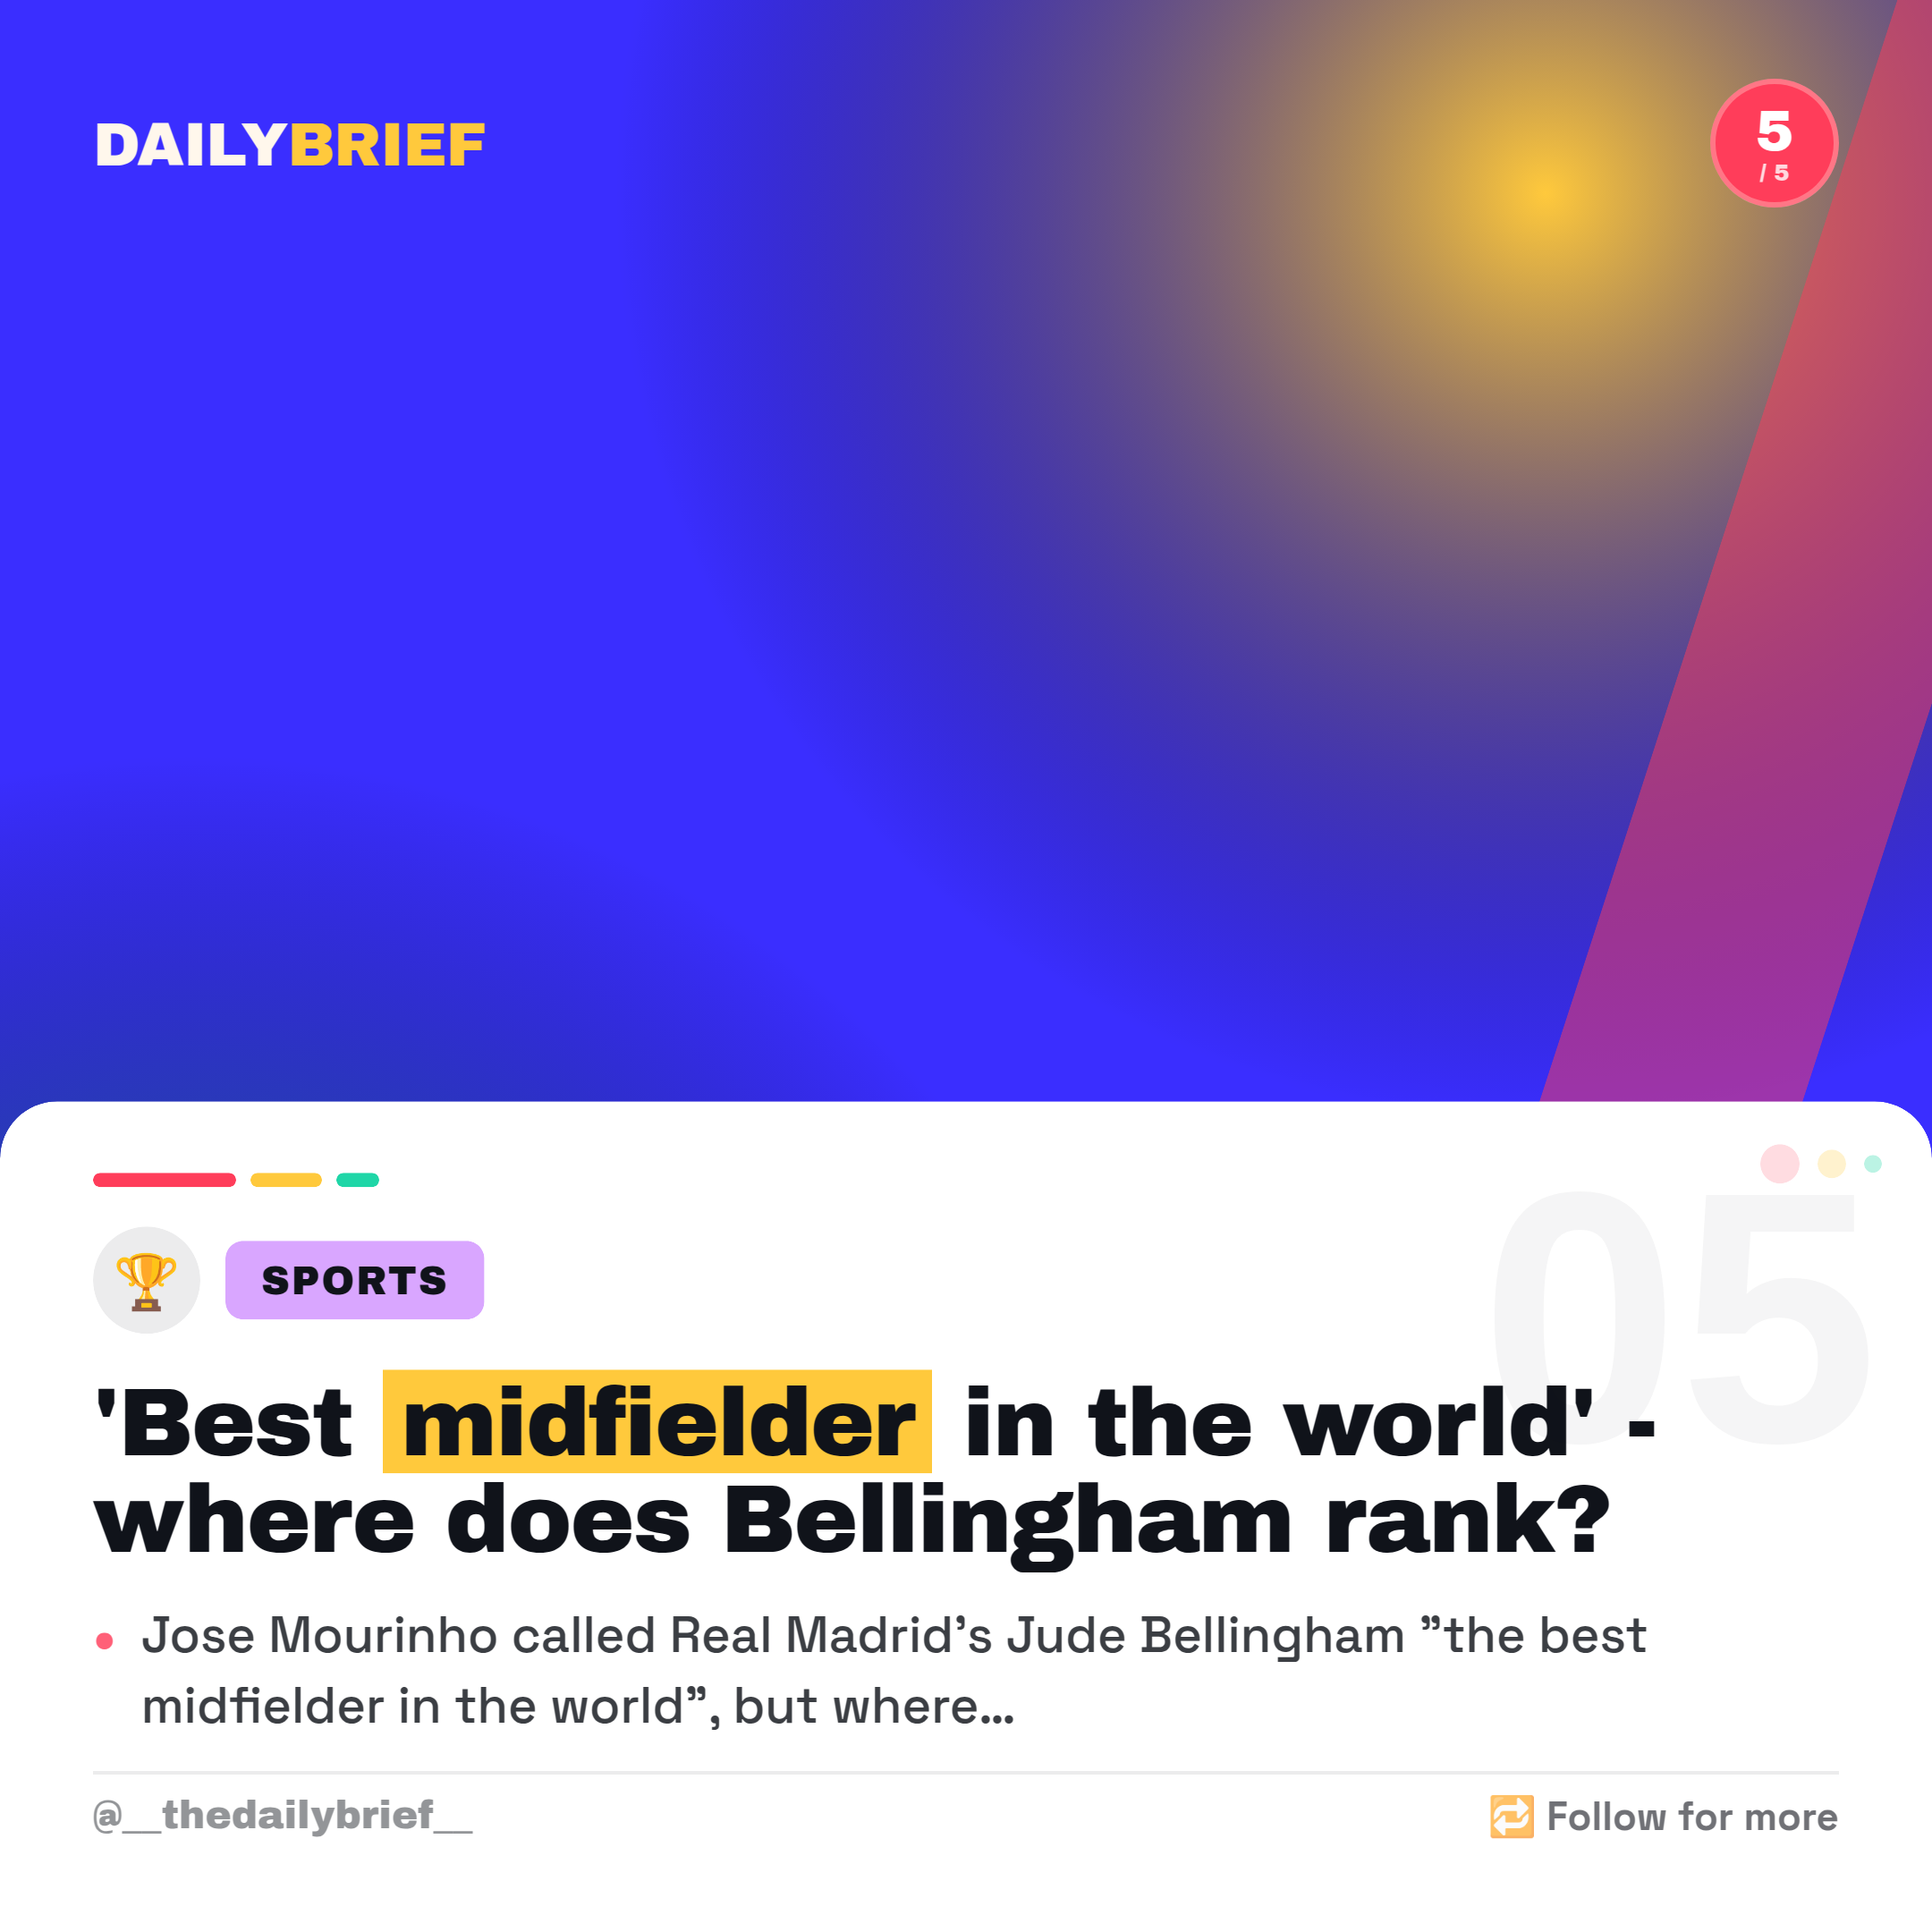 DAILYBRIEF
5
/ 5
05
SPORTS
'Best midfielder in the world' -
where does Bellingham rank?
• Jose Mourinho called Real Madrid’s Jude Bellingham ”the best
midfielder in the world”, but where...
@__thedailybrief__
Follow for more